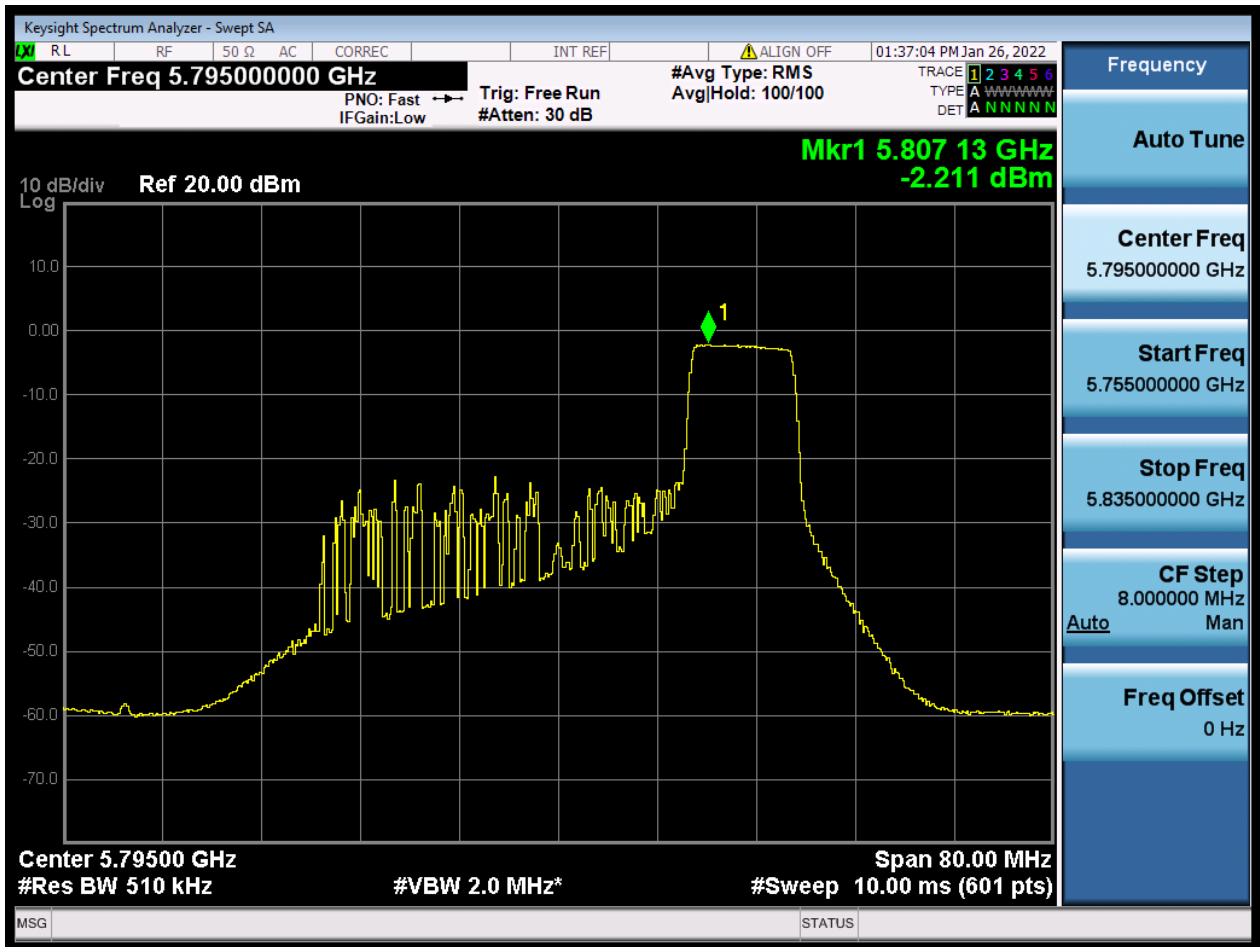 Keysight Spectrum Analyzer - Swept SA
LXI RL RF 50 Ω AC CORREC INT REF ALIGN OFF 01:37:04 PM Jan 26, 2022
Center Freq 5.795000000 GHz
PNO: Fast
IFGain:Low
Trig: Free Run
#Atten: 30 dB
#Avg Type: RMS
Avg|Hold: 100/100
TRACE 1 2 3 4 5 6
TYPE A WWWWW
DET A N N N N N
Mkr1 5.807 13 GHz
-2.211 dBm
10 dB/div Ref 20.00 dBm
Log
10.0
0.00
-10.0
-20.0
-30.0
-40.0
-50.0
-60.0
-70.0
1
Center 5.79500 GHz Span 80.00 MHz
#Res BW 510 kHz #VBW 2.0 MHz* #Sweep 10.00 ms (601 pts)
MSG STATUS
Frequency
Auto Tune
Center Freq
5.795000000 GHz
Start Freq
5.755000000 GHz
Stop Freq
5.835000000 GHz
CF Step
8.000000 MHz
Auto Man
Freq Offset
0 Hz